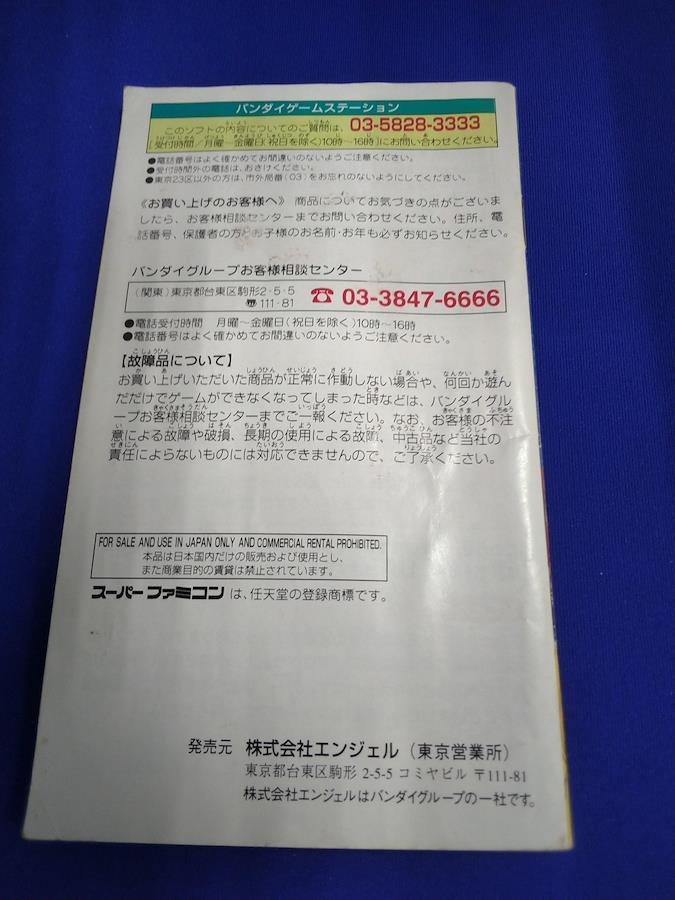 バンダイゲームステーション
このソフトの内容についてのご質問は、03-5828-3333
(受付時間/月曜〜金曜日(祝日を除く)10時〜16時)にお問い合わせください。
●電話番号はよく確かめてお間違いのないようご注意ください。
●受付時間外の電話は、おさけください。
●東京23区以外の方は、市外局番(03)をお忘れのないようにしてください。
《お買い上げのお客様へ》 商品についてお気づきの点がございま
したら、お客様相談センターまでお問い合わせください。住所、電
話番号、保護者の方とお子様のお名前・お年も必ずお知らせください。
バンダイグループお客様相談センター
(関東)東京都台東区駒形2-5-5
〒111-81 ☎ 03-3847-6666
●電話受付時間 月曜〜金曜日(祝日を除く)10時〜16時
●電話番号はよく確かめてお間違いのないようご注意ください。
【故障品について】
お買い上げいただいた商品が正常に作動しない場合や、何回か遊ん
だだけでゲームができなくなってしまった時などは、バンダイグル
ープお客様相談センターまでご一報ください。なお、お客様の不注
意による故障や破損、長期の使用による故障、中古品など当社の
責任によらないものには対応できませんので、ご了承ください。
FOR SALE AND USE IN JAPAN ONLY AND COMMERCIAL RENTAL PROHIBITED.
本品は日本国内だけの販売および使用とし、
また商業目的の賃貸は禁止されています。
スーパーファミコン は、任天堂の登録商標です。
発売元 株式会社エンジェル(東京営業所)
東京都台東区駒形 2-5-5 コミヤビル 〒111-81
株式会社エンジェルはバンダイグループの一社です。